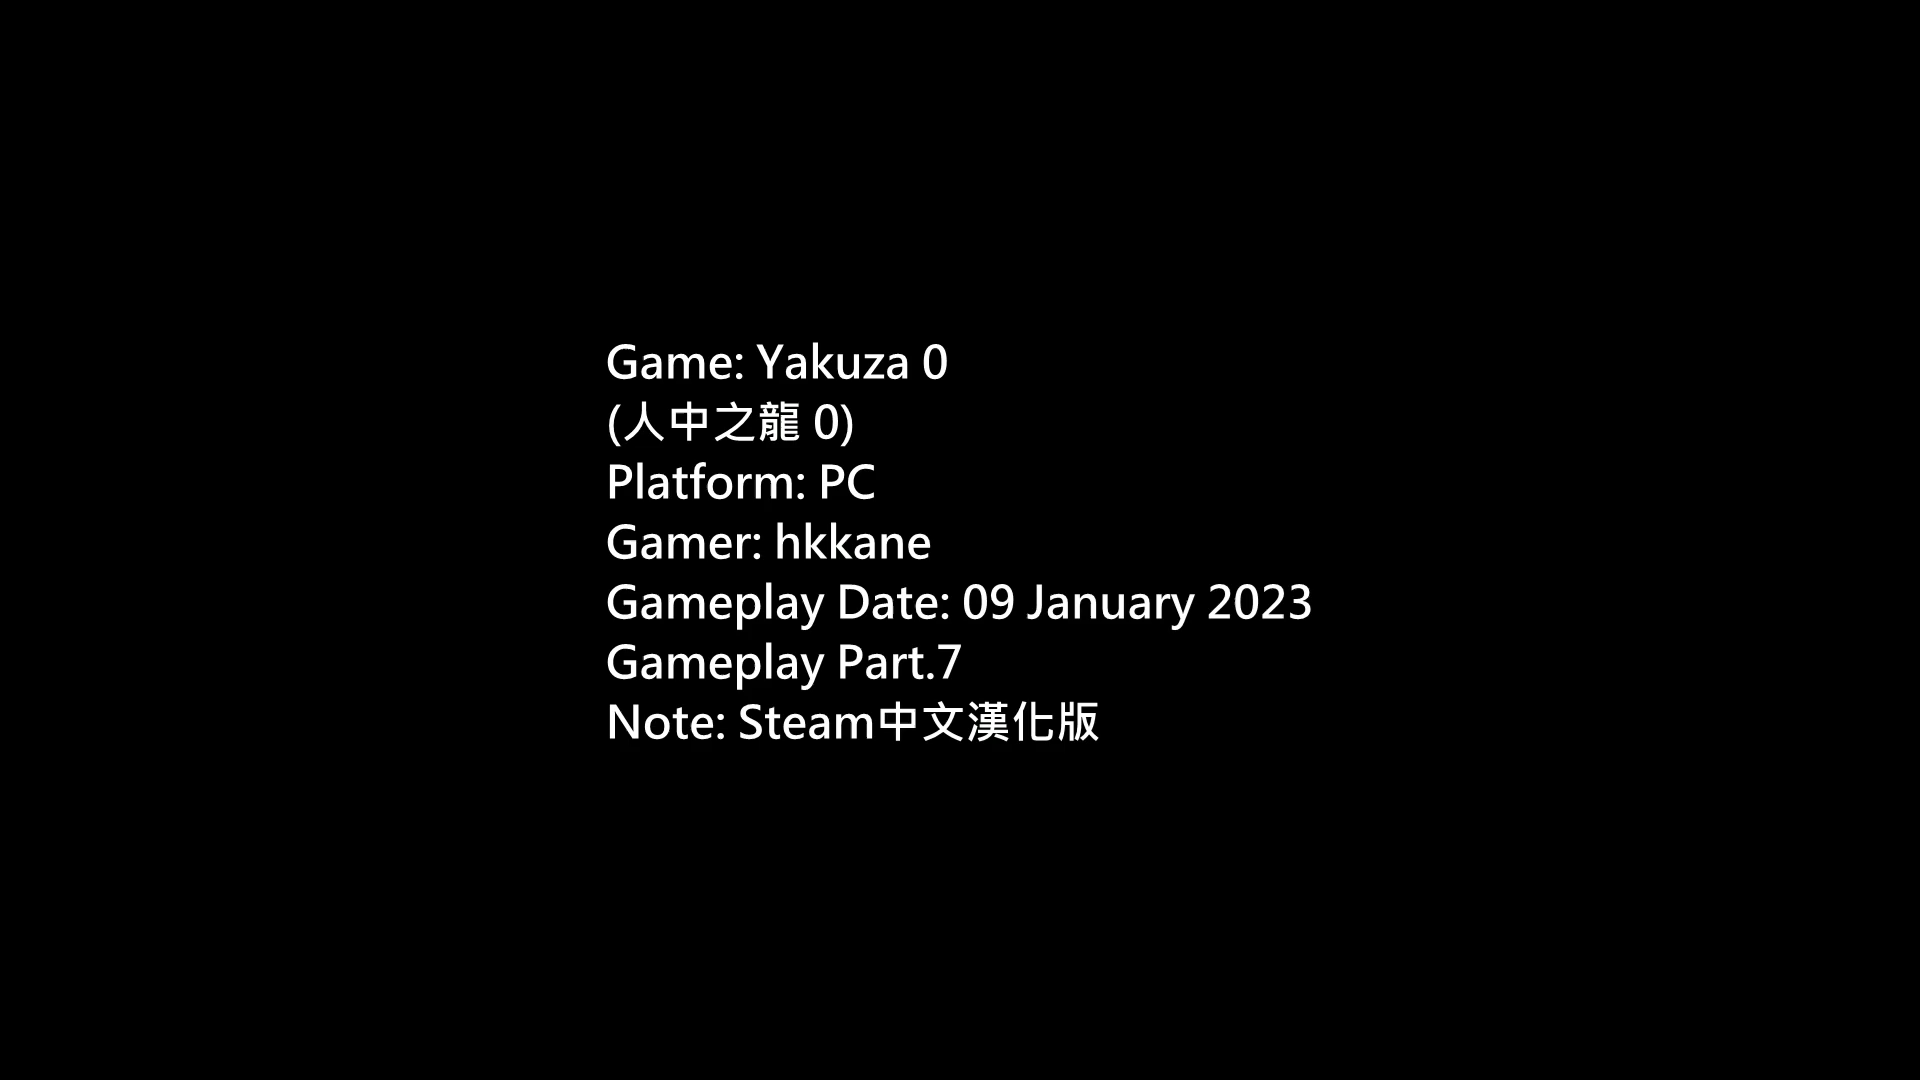 Game: Yakuza 0
(人中之龍 0)
Platform: PC
Gamer: hkkane
Gameplay Date: 09 January 2023
Gameplay Part.7
Note: Steam中文漢化版